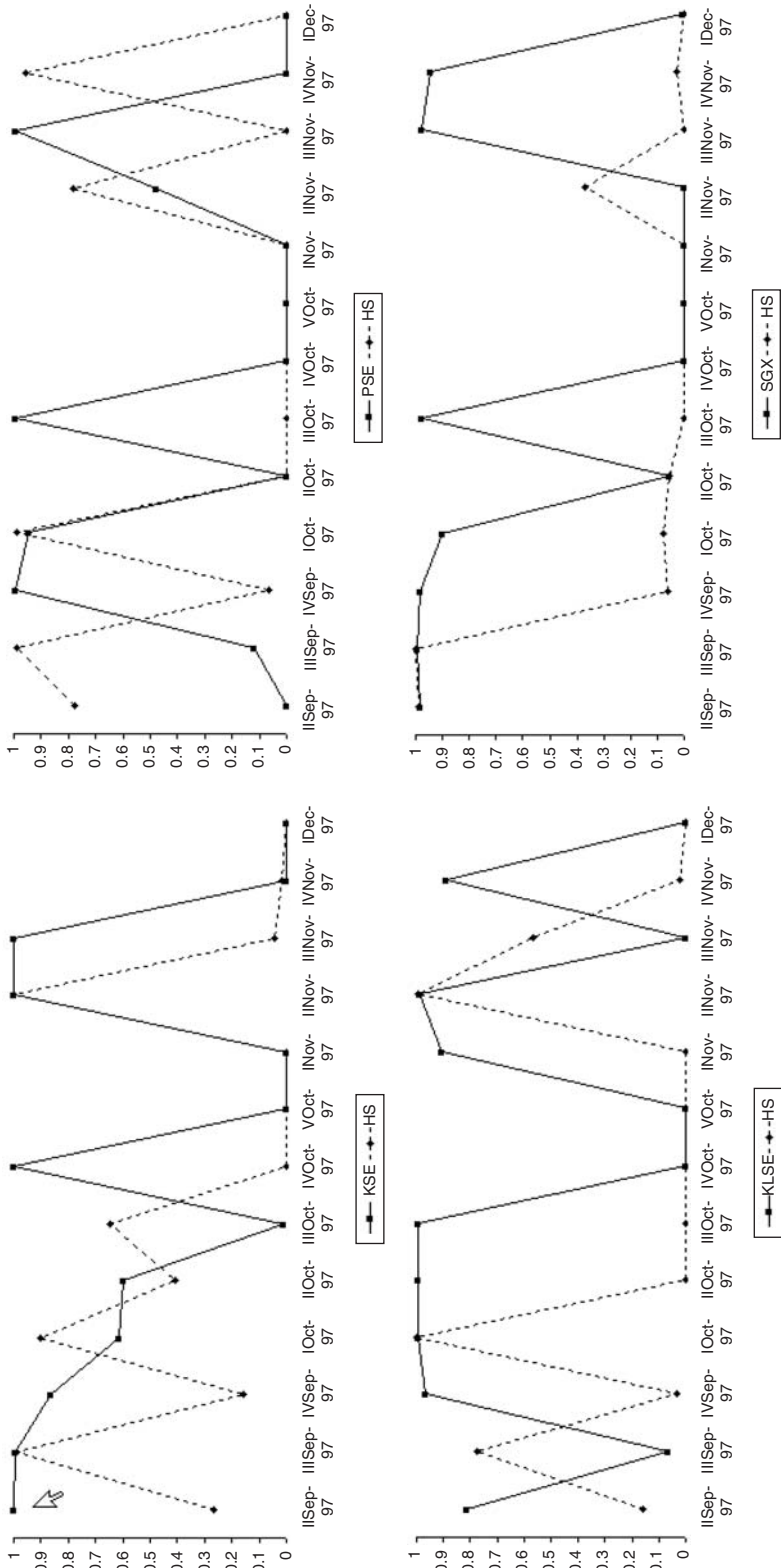 1
0.9
0.8
0.7
0.6
0.5
0.4
0.3
0.2
0.1
0
IISep-
97
IIISep-
97
IVSep-
97
IOct-
97
IIOct-
97
IIIOct-
97
IVOct-
97
VOct-
97
INov-
97
IINov-
97
IIINov-
97
IVNov-
97
IDec-
97
KSE
HS
1
0.9
0.8
0.7
0.6
0.5
0.4
0.3
0.2
0.1
0
IISep-
97
IIISep-
97
IVSep-
97
IOct-
97
IIOct-
97
IIIOct-
97
IVOct-
97
VOct-
97
INov-
97
IINov-
97
IIINov-
97
IVNov-
97
IDec-
97
PSE
HS
1
0.9
0.8
0.7
0.6
0.5
0.4
0.3
0.2
0.1
0
IISep-
97
IIISep-
97
IVSep-
97
IOct-
97
IIOct-
97
IIIOct-
97
IVOct-
97
VOct-
97
INov-
97
IINov-
97
IIINov-
97
IVNov-
97
IDec-
97
KLSE
HS
1
0.9
0.8
0.7
0.6
0.5
0.4
0.3
0.2
0.1
0
IISep-
97
IIISep-
97
IVSep-
97
IOct-
97
IIOct-
97
IIIOct-
97
IVOct-
97
VOct-
97
INov-
97
IINov-
97
IIINov-
97
IVNov-
97
IDec-
97
SGX
HS